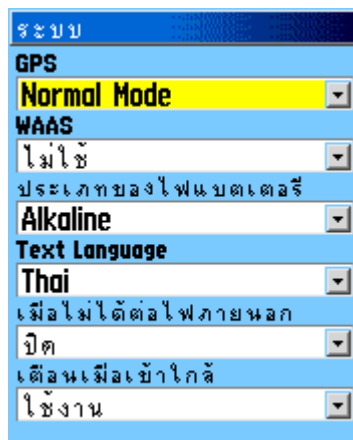 ระบบ
GPS
Normal Mode
WAAS
ไม่ใช้
ประเภทของไฟแบตเตอรี่
Alkaline
Text Language
Thai
เมื่อไม่ได้ต่อไฟภายนอก
ปิด
เตือนเมื่อเข้าใกล้
ใช้งาน